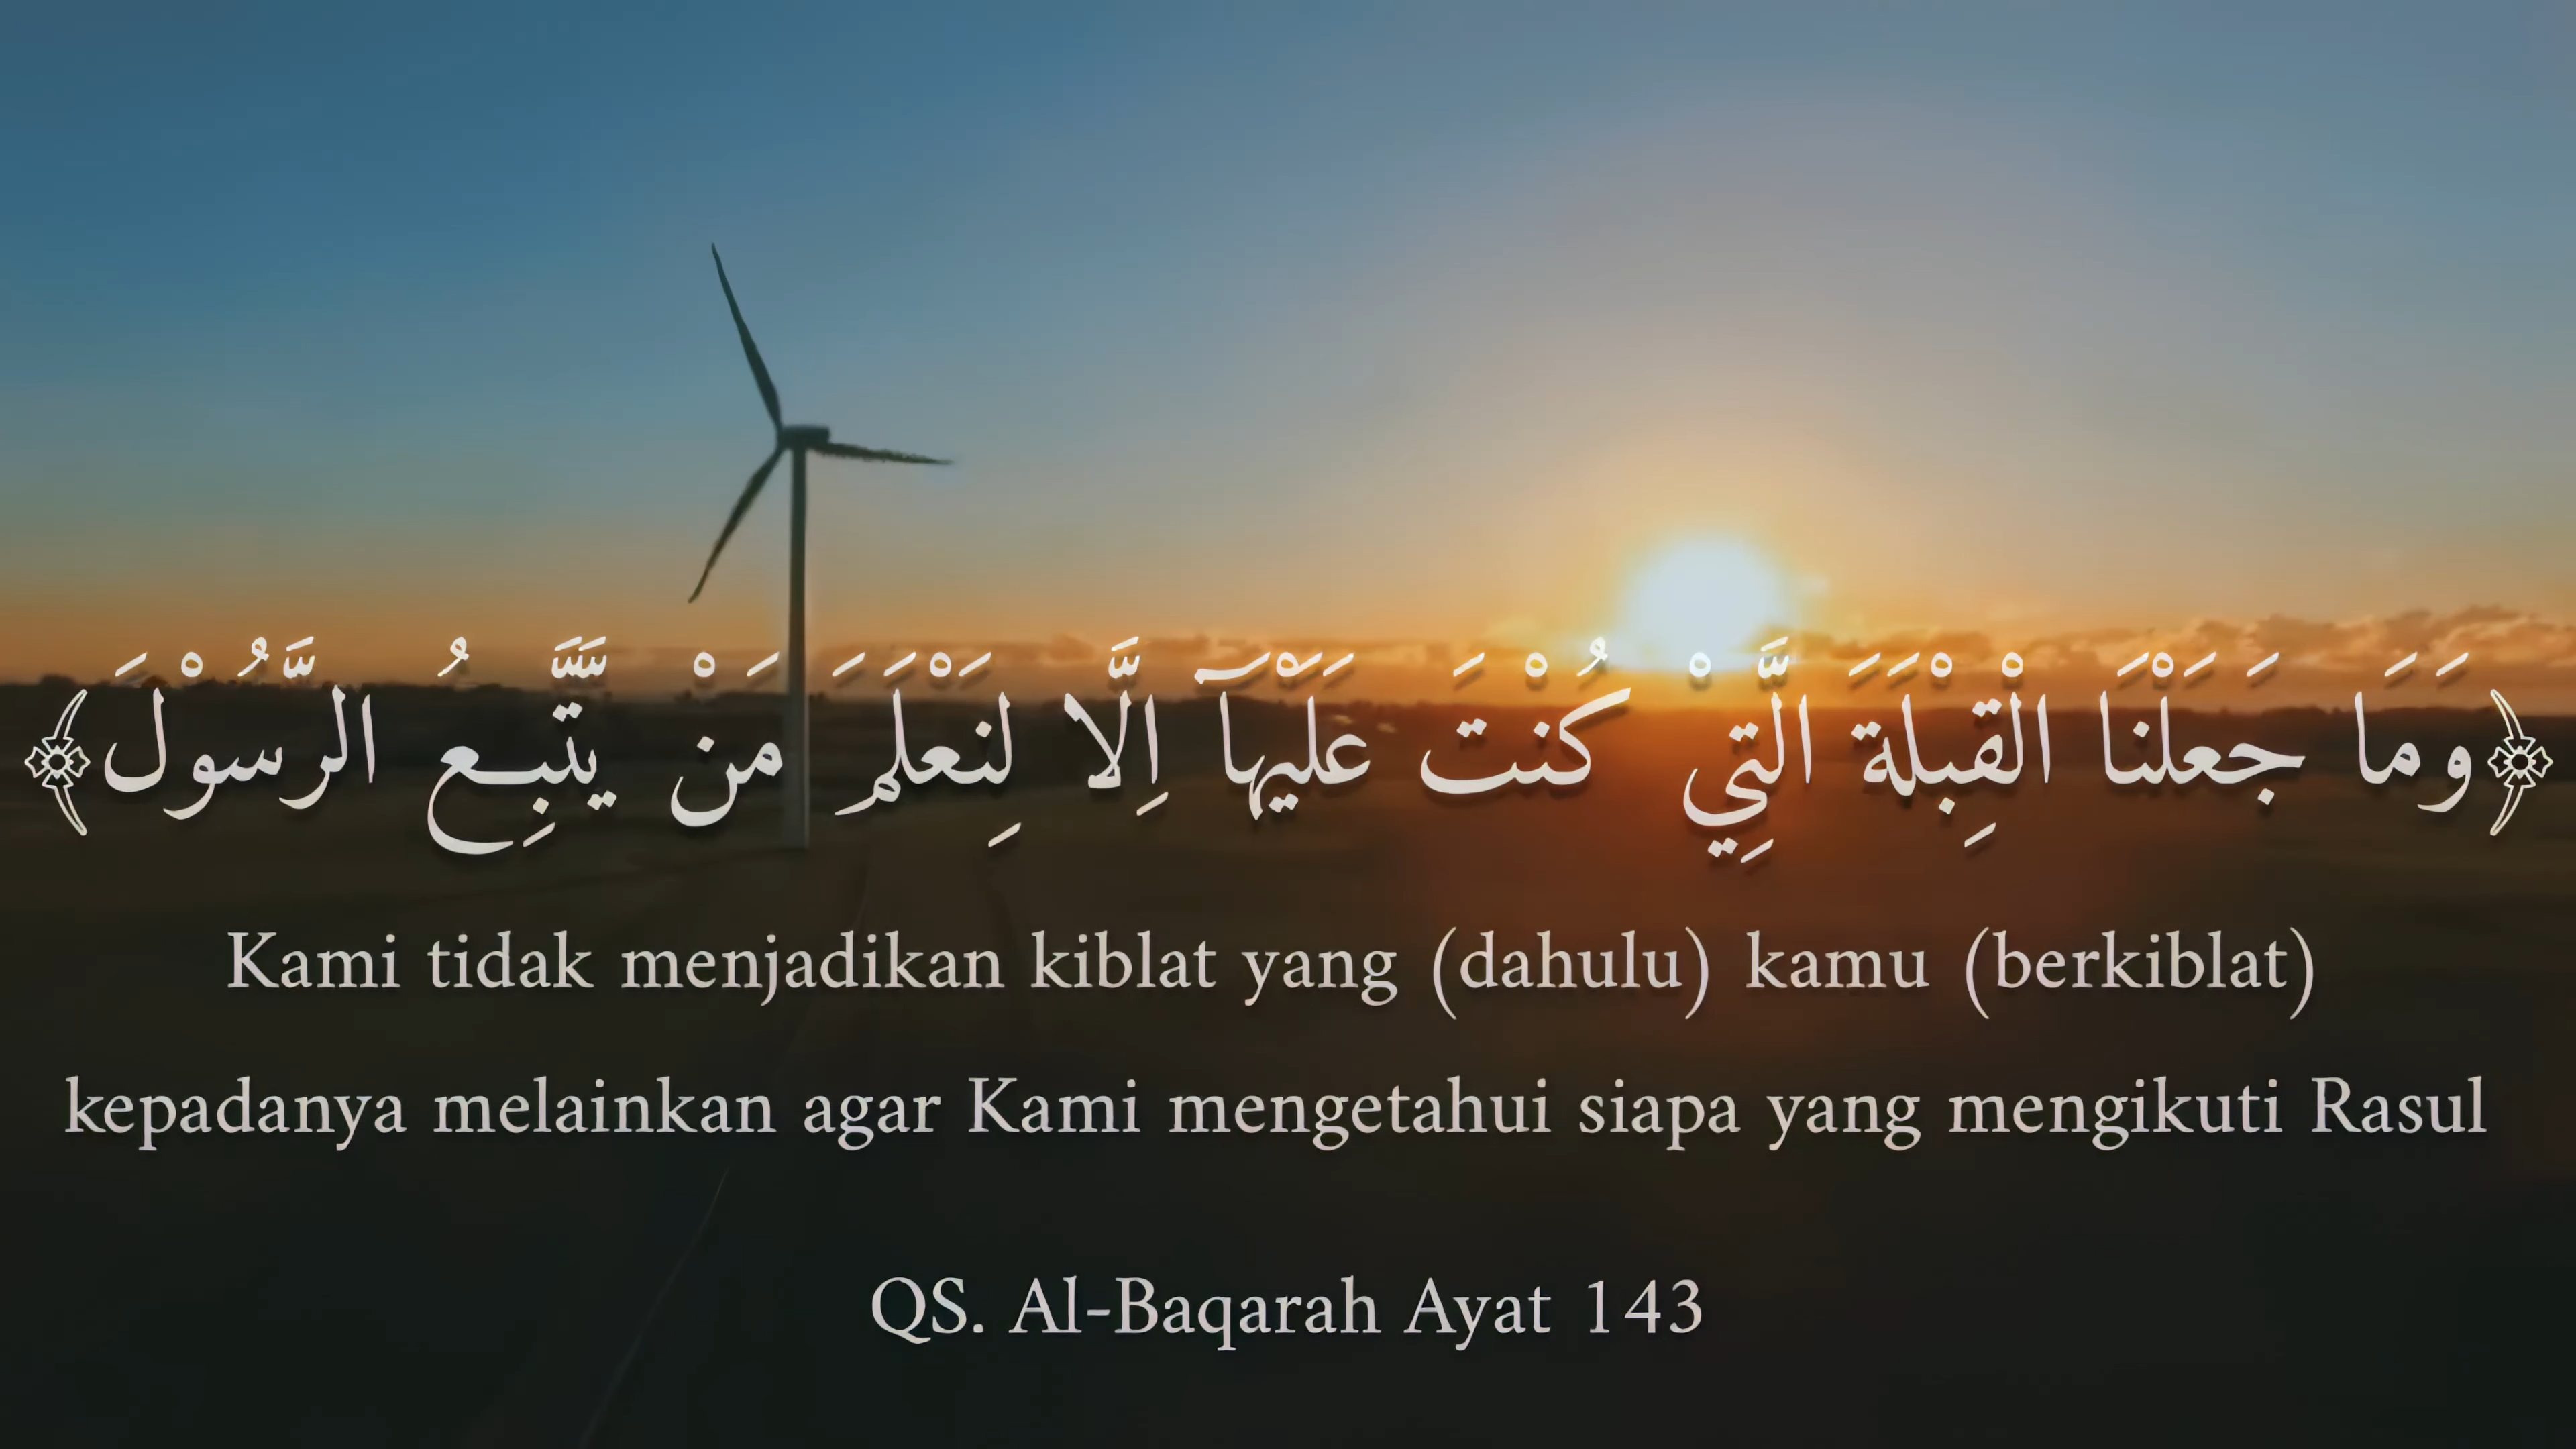 ﴿وَمَا جَعَلْنَا الْقِبْلَةَ الَّتِيْ كُنْتَ عَلَيْهَآ اِلَّا لِنَعْلَمَ مَنْ يَّتَّبِعُ الرَّسُوْلَ﴾
Kami tidak menjadikan kiblat yang (dahulu) kamu (berkiblat)
kepadanya melainkan agar Kami mengetahui siapa yang mengikuti Rasul
QS. Al-Baqarah Ayat 143